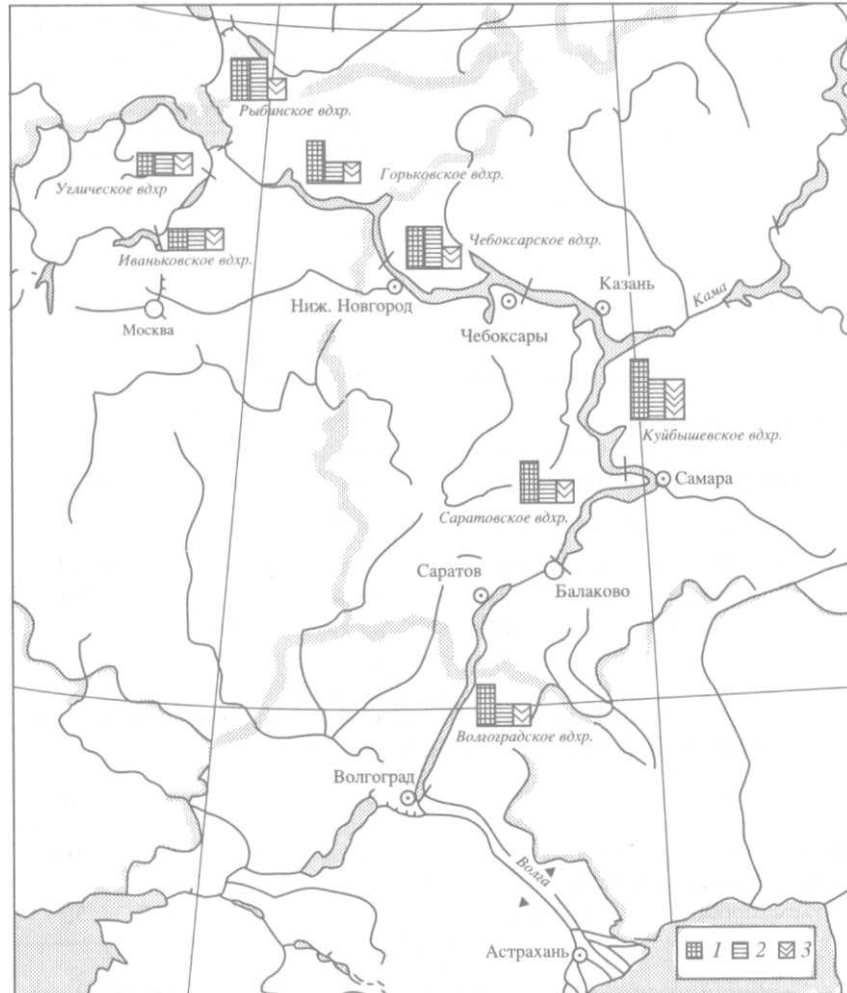 Рыбинское вдхр.
Угличское вдхр
Горьковское вдхр.
Иваньковское вдхр.
Чебоксарское вдхр.
Москва
Ниж. Новгород
Чебоксары
Казань
Кама
Куйбышевское вдхр.
Самара
Саратовское вдхр.
Саратов
Балаково
Волгоградское вдхр.
Волгоград
Волга
Астрахань
1 2 3